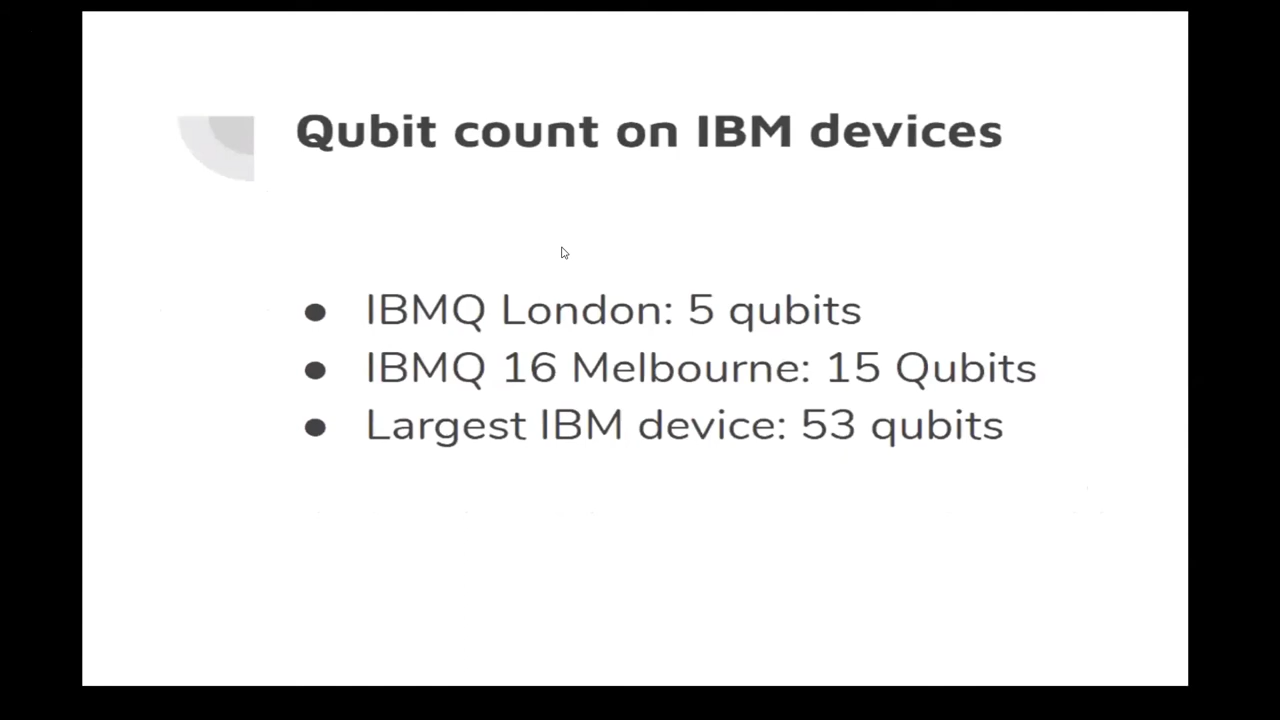 Qubit count on IBM devices
● IBMQ London: 5 qubits
● IBMQ 16 Melbourne: 15 Qubits
● Largest IBM device: 53 qubits